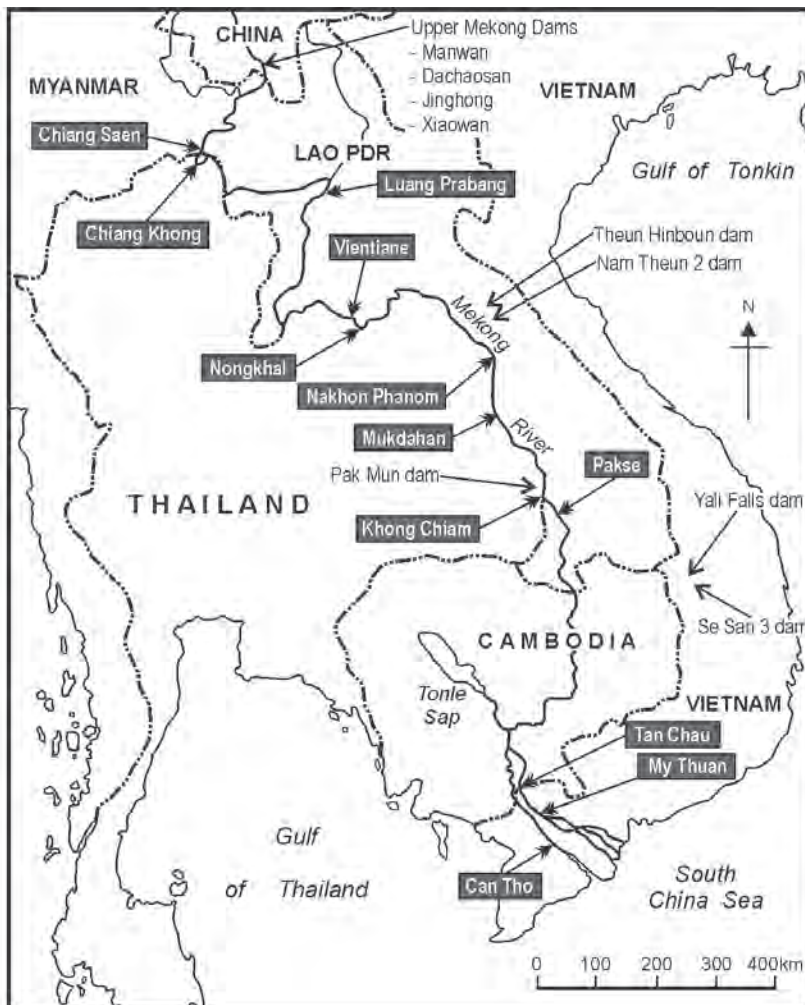 CHINA
Upper Mekong Dams
- Manwan
- Dachaosan
- Jinghong
- Xiaowan
MYANMAR
VIETNAM
Chiang Saen
LAO PDR
Gulf of Tonkin
Luang Prabang
Chiang Khong
Theun Hinboun dam
Vientiane
Nam Theun 2 dam
Mekong
N
Nongkhai
Nakhon Phanom
Mukdahan
River
Pakse
Pak Mun dam
THAILAND
Yali Falls dam
Khong Chiam
Se San 3 dam
CAMBODIA
Tonle
Sap
VIETNAM
Tan Chau
My Thuan
Gulf
of Thailand
Can Tho
South
China Sea
0 100 200 300 400km